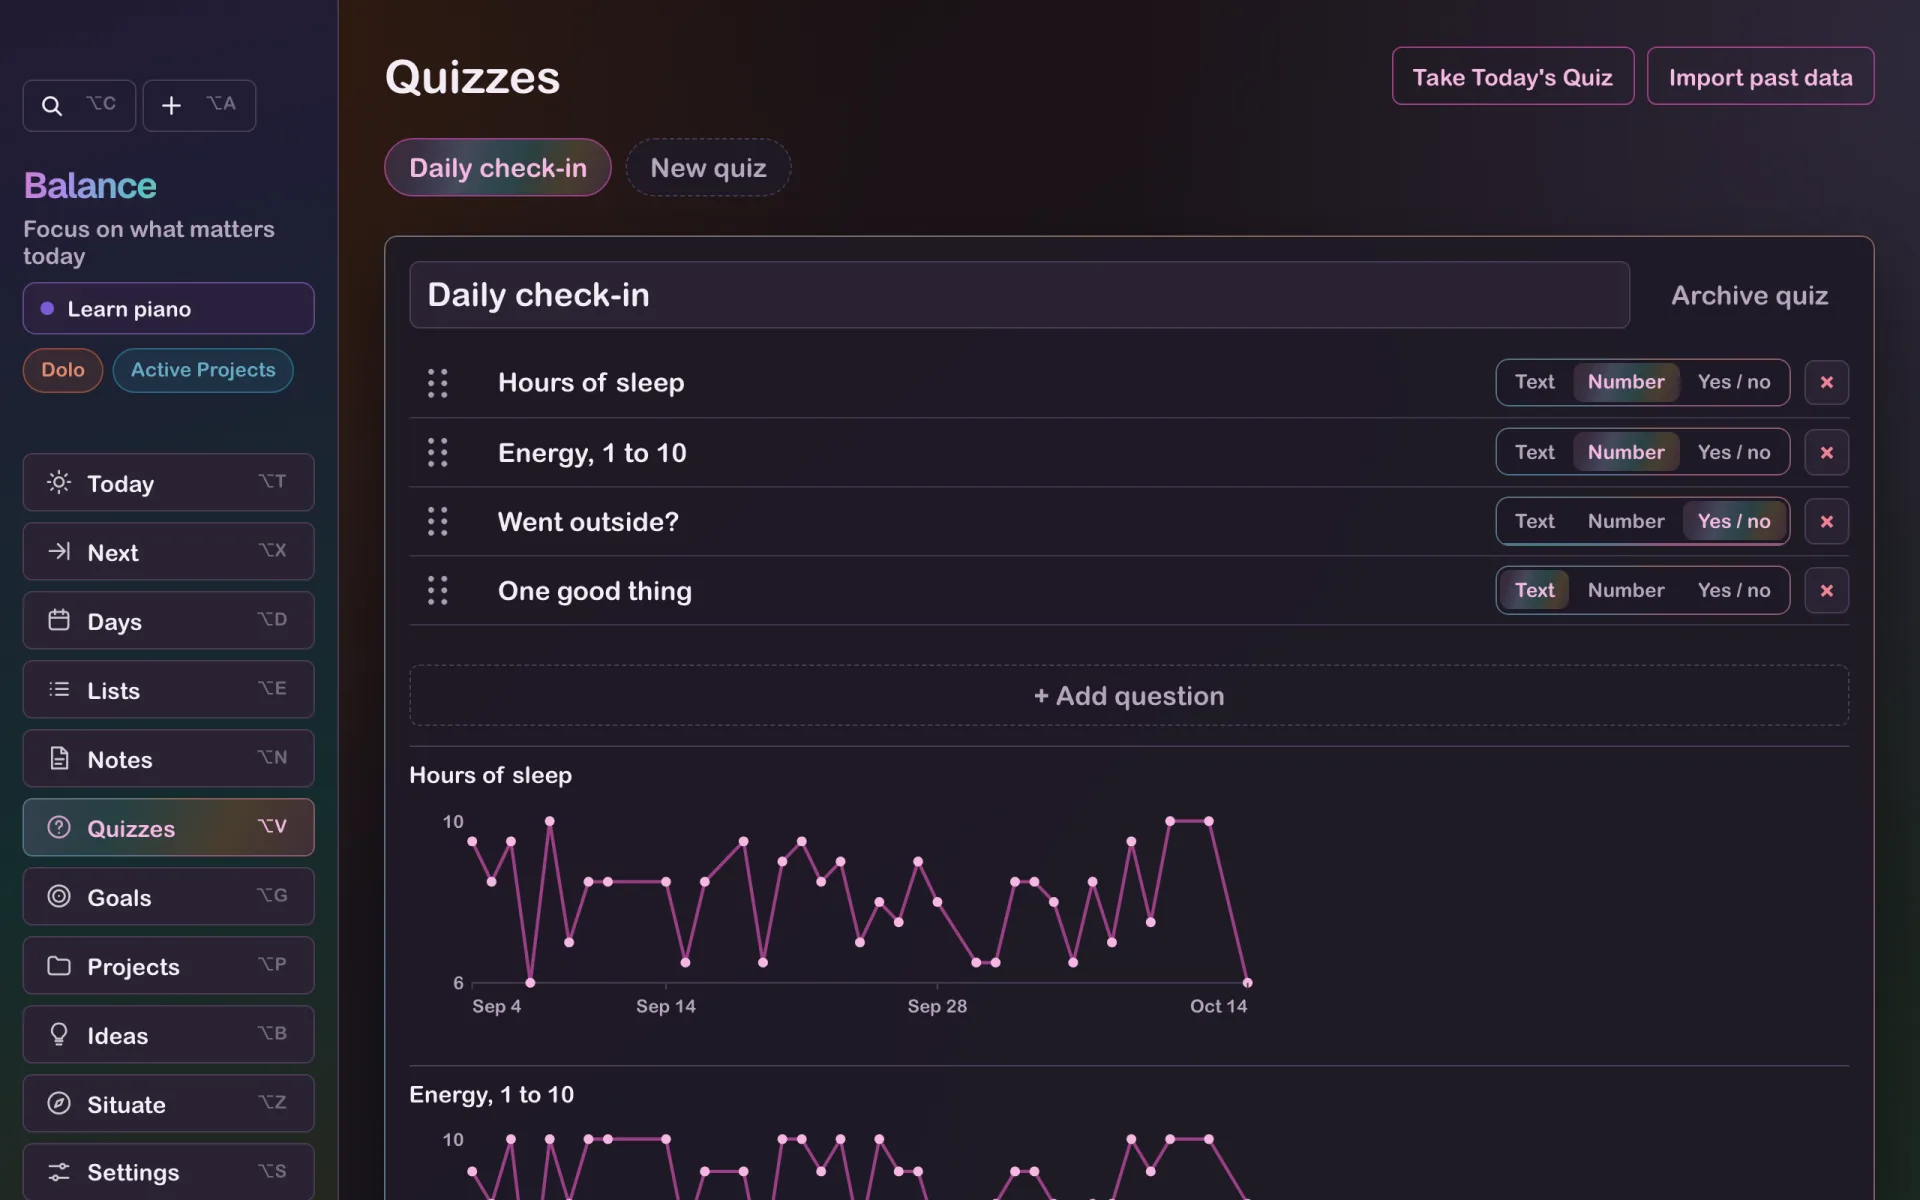 ⌥C
⌥A
Balance
Focus on what matters
today
Learn piano
Dolo
Active Projects
Today ⌥T
Next ⌥X
Days ⌥D
Lists ⌥E
Notes ⌥N
Quizzes ⌥V
Goals ⌥G
Projects ⌥P
Ideas ⌥B
Situate ⌥Z
Settings ⌥S
Quizzes
Take Today's Quiz
Import past data
Daily check-in
New quiz
Daily check-in
Archive quiz
Hours of sleep
Text Number Yes / no
Energy, 1 to 10
Text Number Yes / no
Went outside?
Text Number Yes / no
One good thing
Text Number Yes / no
+ Add question
Hours of sleep
10
6
Sep 4 Sep 14 Sep 28 Oct 14
Energy, 1 to 10
10